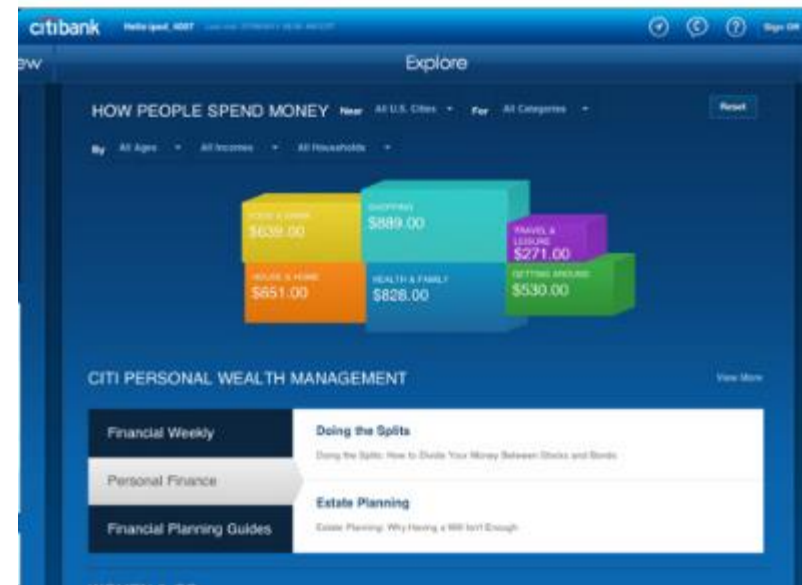 citibank Hello ipad_4007 Sign Off
Explore
HOW PEOPLE SPEND MONEY Near All U.S. Cities For All Categories Reset
By All Ages All Incomes All Households
FOOD & DRINK
$639.00
SHOPPING
$889.00
TRAVEL &
LEISURE
$271.00
HOUSE & HOME
$651.00
HEALTH & FAMILY
$828.00
GETTING AROUND
$530.00
CITI PERSONAL WEALTH MANAGEMENT View More
Financial Weekly
Personal Finance
Financial Planning Guides
Doing the Splits
Doing the Splits: How to Divide Your Money Between Stocks and Bonds
Estate Planning
Estate Planning: Why Having a Will Isn't Enough